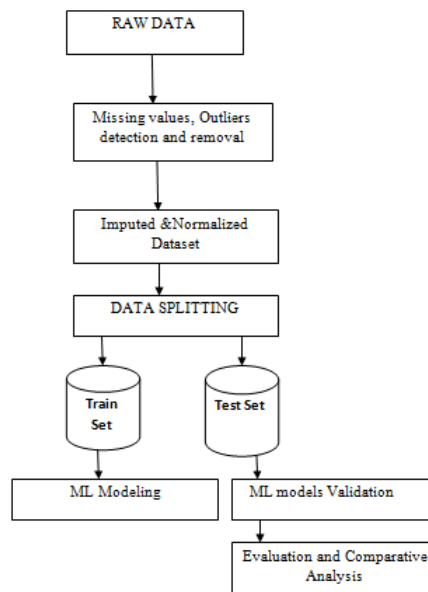 RAW DATA
Missing values, Outliers
detection and removal
Imputed &Normalized
Dataset
DATA SPLITTING
Train
Set
Test Set
ML Modeling
ML models Validation
Evaluation and Comparative
Analysis